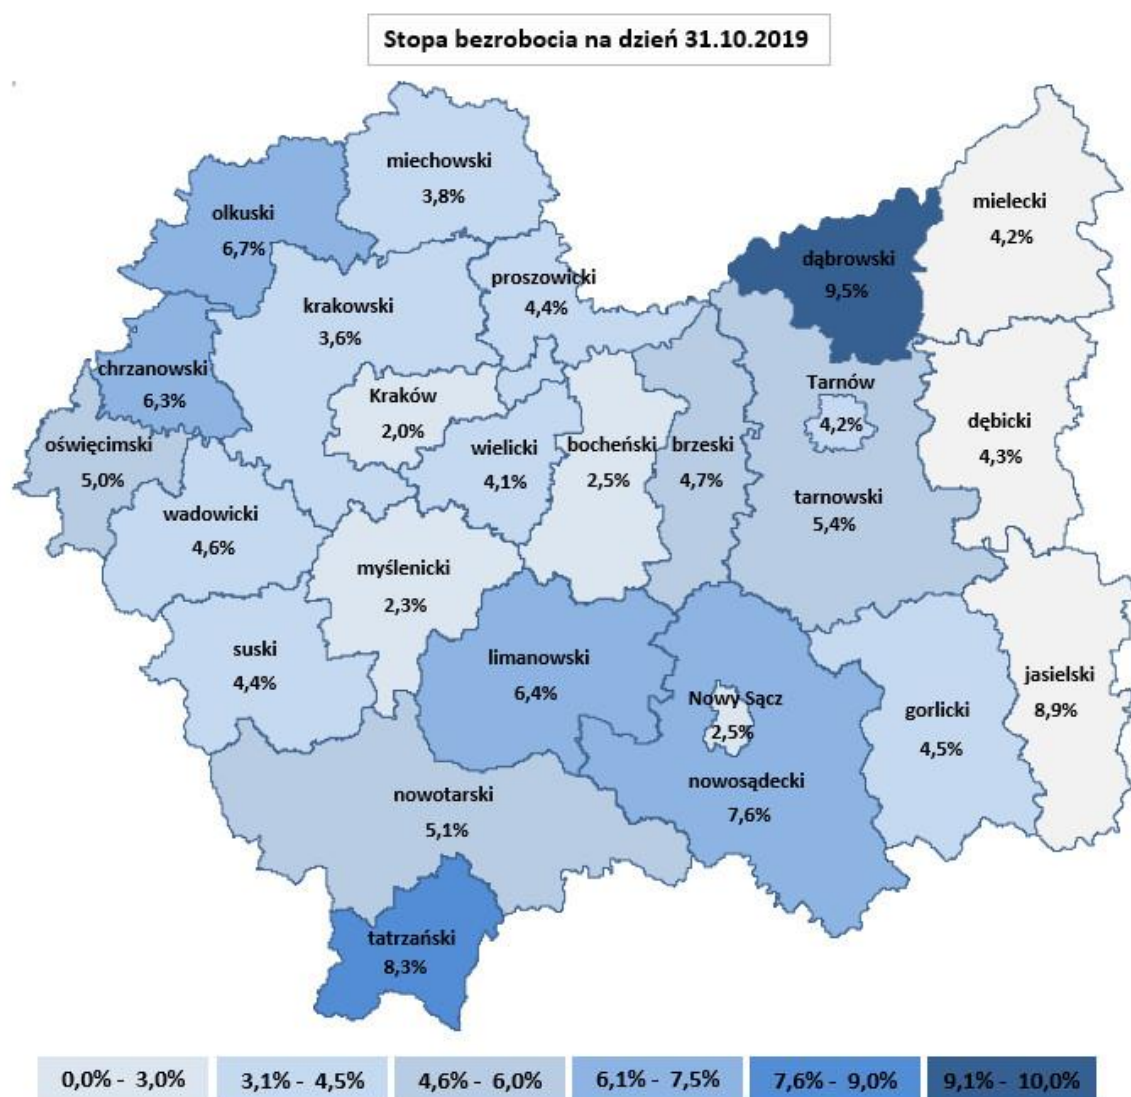 Stopa bezrobocia na dzień 31.10.2019
miechowski
3,8%
olkuski
6,7%
mielecki
4,2%
dąbrowski
9,5%
proszowicki
4,4%
krakowski
3,6%
chrzanowski
6,3%
Kraków
2,0%
Tarnów
4,2%
dębicki
4,3%
oświęcimski
5,0%
wielicki
4,1%
bocheński
2,5%
brzeski
4,7%
tarnowski
5,4%
wadowicki
4,6%
myślenicki
2,3%
suski
4,4%
limanowski
6,4%
Nowy Sącz
2,5%
gorlicki
4,5%
jasielski
8,9%
nowosądecki
7,6%
nowotarski
5,1%
tatrzański
8,3%
0,0% - 3,0%
3,1% - 4,5%
4,6% - 6,0%
6,1% - 7,5%
7,6% - 9,0%
9,1% - 10,0%